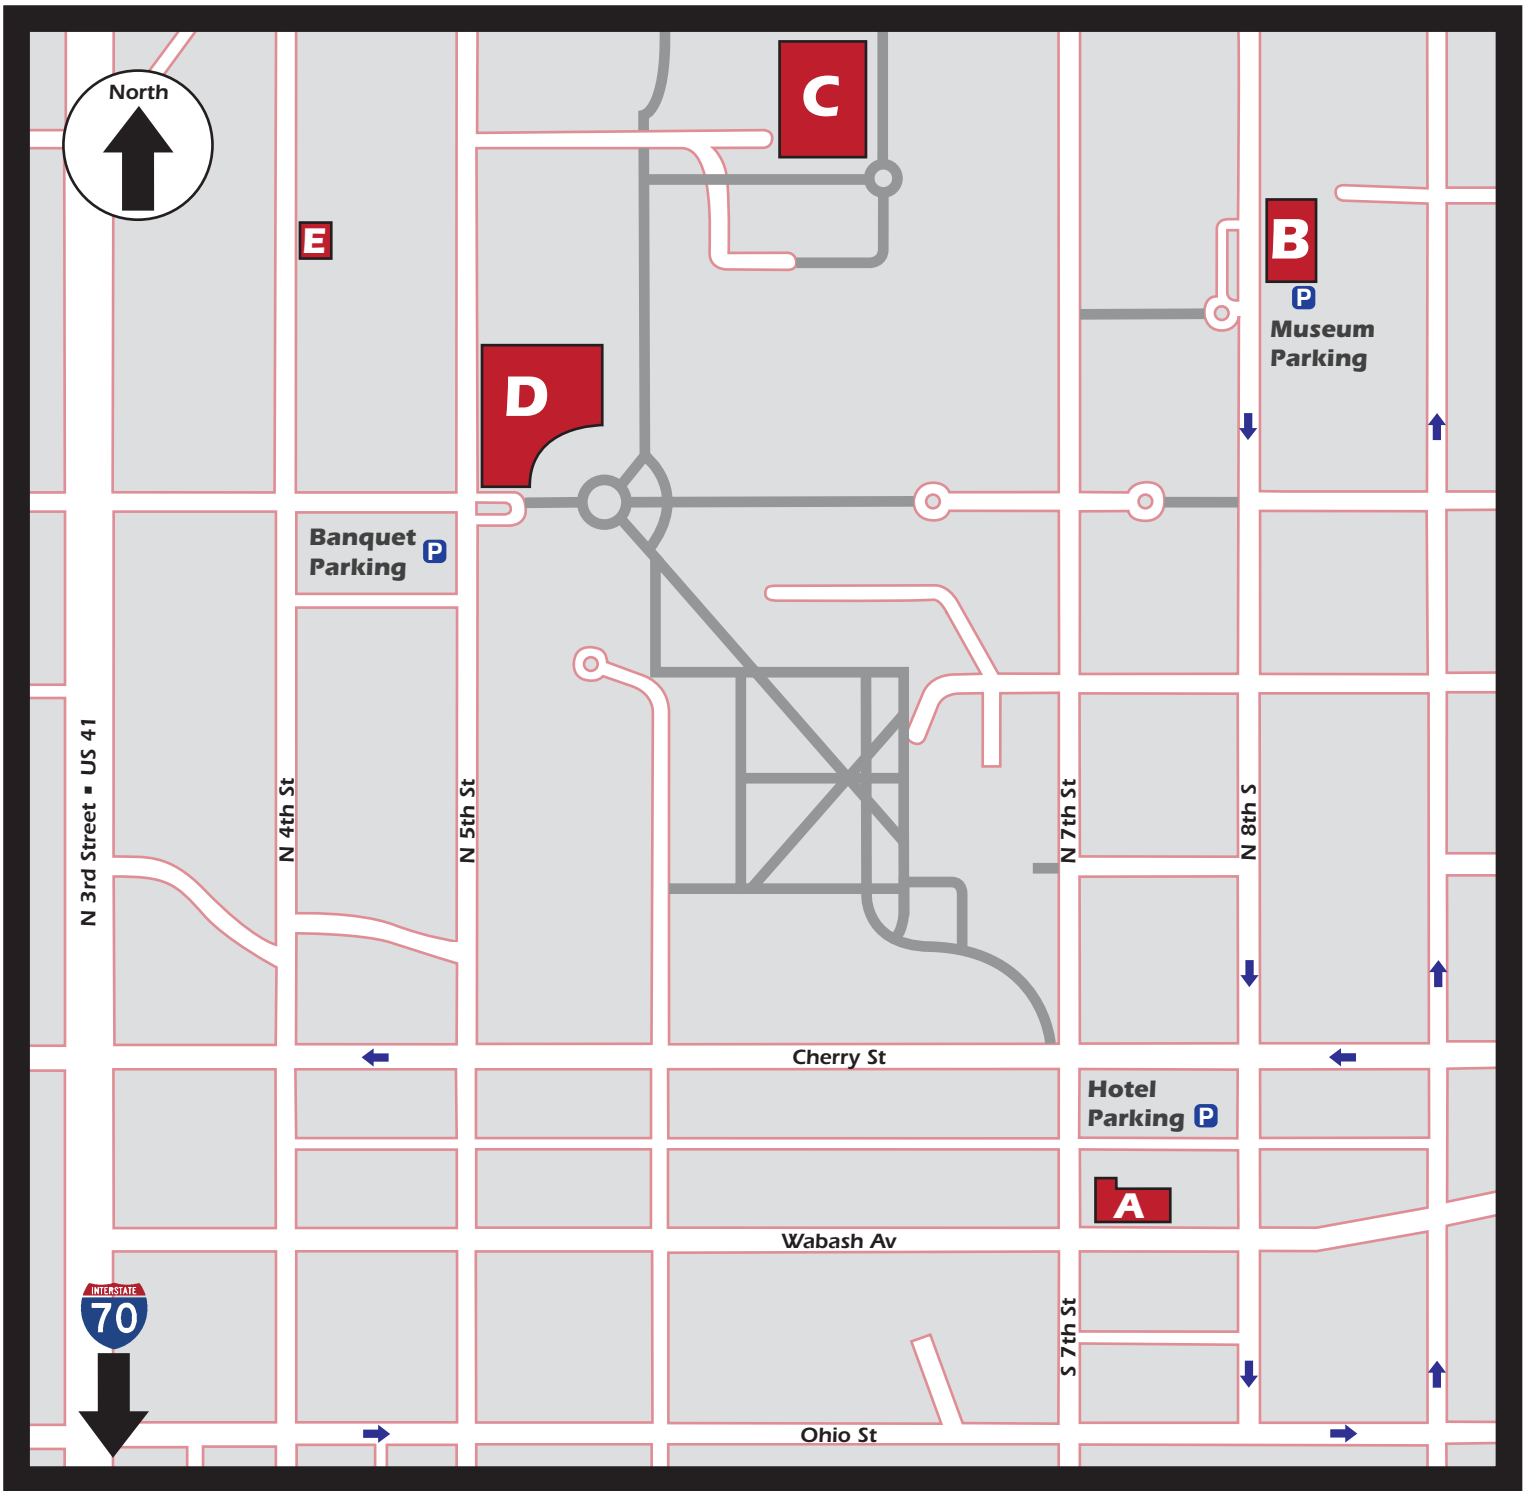 North
C
E
B
P
Museum
Parking
D
Banquet
Parking
P
N 3rd Street ▪ US 41
N 4th St
N 5th St
N 7th St
N 8th S
Cherry St
Hotel
Parking P
A
Wabash Av
INTERSTATE
70
S 7th St
Ohio St